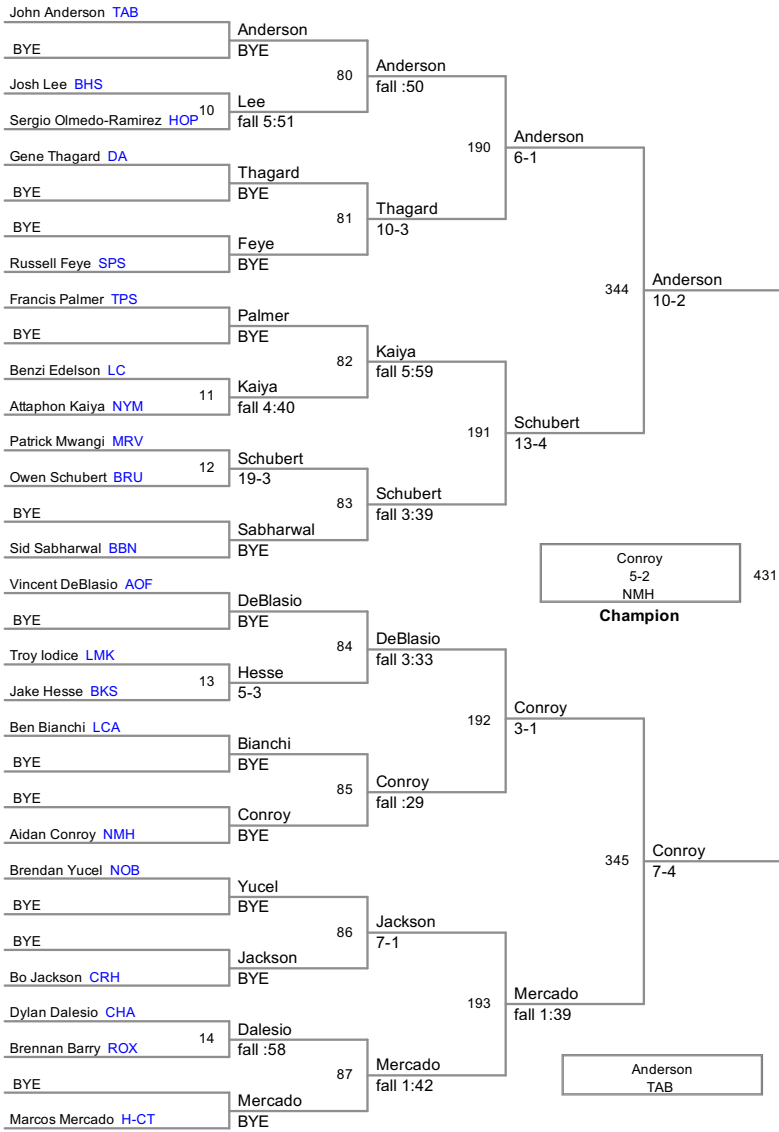 John Anderson TAB
BYE
Josh Lee BHS
Sergio Olmedo-Ramirez HOP
Gene Thagard DA
BYE
BYE
Russell Feye SPS
Francis Palmer TPS
BYE
Benzi Edelson LC
Attaphon Kaiya NYM
Patrick Mwangi MRV
Owen Schubert BRU
BYE
Sid Sabharwal BBN
Vincent DeBlasio AOF
BYE
Troy Iodice LMK
Jake Hesse BKS
Ben Bianchi LCA
BYE
BYE
Aidan Conroy NMH
Brendan Yucel NOB
BYE
BYE
Bo Jackson CRH
Dylan Dalesio CHA
Brennan Barry ROX
BYE
Marcos Mercado H-CT
10
11
12
13
14
Anderson
BYE
Lee
fall 5:51
Thagard
BYE
Feye
BYE
Palmer
BYE
Kaiya
fall 4:40
Schubert
19-3
Sabharwal
BYE
DeBlasio
BYE
Hesse
5-3
Bianchi
BYE
Conroy
BYE
Yucel
BYE
Jackson
BYE
Dalesio
fall :58
Mercado
BYE
80
81
82
83
84
85
86
87
Anderson
fall :50
Thagard
10-3
Kaiya
fall 5:59
Schubert
fall 3:39
DeBlasio
fall 3:33
Conroy
fall :29
Jackson
7-1
Mercado
fall 1:42
190
191
192
193
Anderson
6-1
Schubert
13-4
Conroy
3-1
Mercado
fall 1:39
344
345
Anderson
10-2
Conroy
7-4
Conroy
5-2
NMH
431
Champion
Anderson
TAB